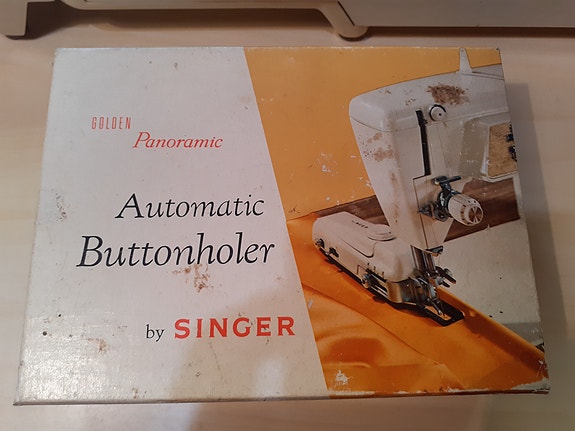 GOLDEN
Panoramic
Automatic
Buttonholer
by SINGER